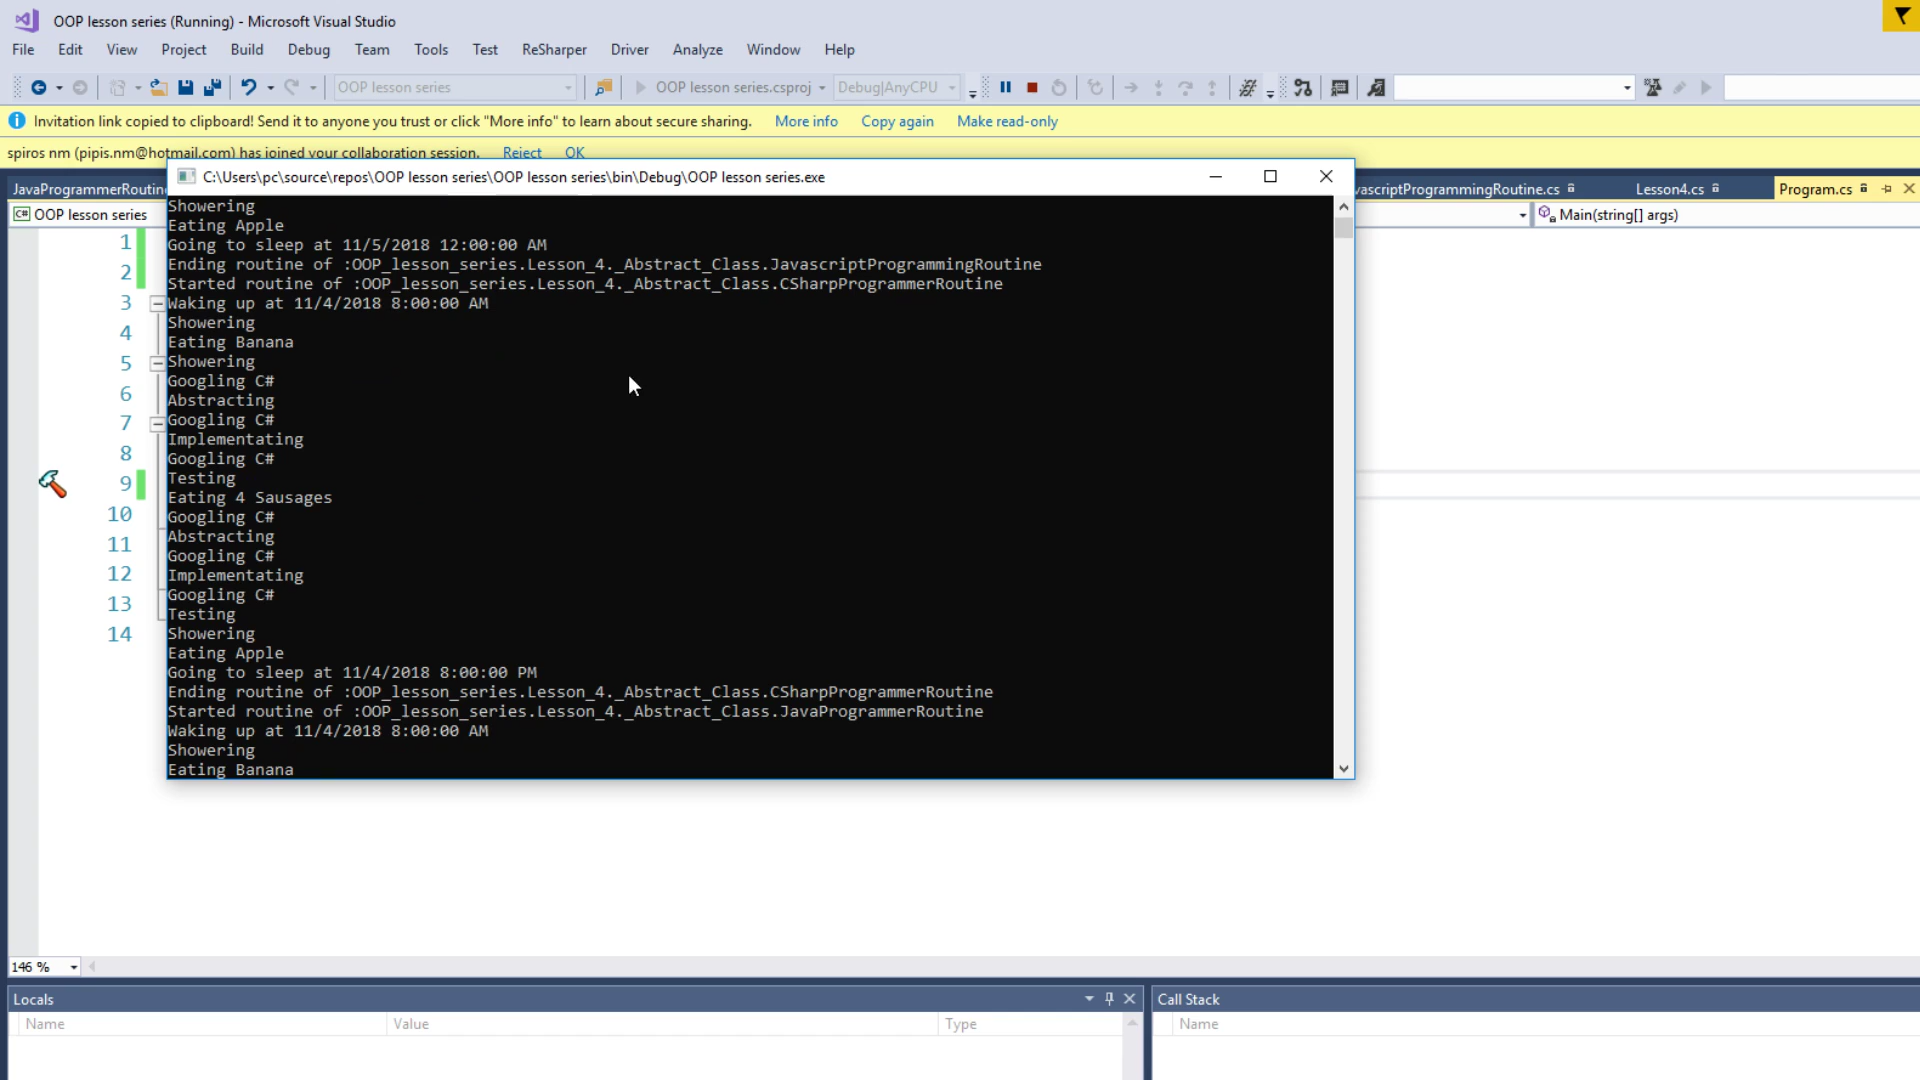 OOP lesson series (Running) - Microsoft Visual Studio
File Edit View Project Build Debug Team Tools Test ReSharper Driver Analyze Window Help
OOP lesson series OOP lesson series.csproj Debug|AnyCPU
Invitation link copied to clipboard! Send it to anyone you trust or click "More info" to learn about secure sharing. More info Copy again Make read-only
spiros nm (pipis.nm@hotmail.com) has joined your collaboration session. Reject OK
C:\Users\pc\source\repos\OOP lesson series\OOP lesson series\bin\Debug\OOP lesson series.exe
vascriptProgrammingRoutine.cs Lesson4.cs Program.cs
OOP lesson series Main(string[] args)
1
2
3
4
5
6
7
8
9
10
11
12
13
14
Showering
Eating Apple
Going to sleep at 11/5/2018 12:00:00 AM
Ending routine of :OOP_lesson_series.Lesson_4._Abstract_Class.JavascriptProgrammingRoutine
Started routine of :OOP_lesson_series.Lesson_4._Abstract_Class.CSharpProgrammerRoutine
Waking up at 11/4/2018 8:00:00 AM
Showering
Eating Banana
Showering
Googling C#
Abstracting
Googling C#
Implementating
Googling C#
Testing
Eating 4 Sausages
Googling C#
Abstracting
Googling C#
Implementating
Googling C#
Testing
Showering
Eating Apple
Going to sleep at 11/4/2018 8:00:00 PM
Ending routine of :OOP_lesson_series.Lesson_4._Abstract_Class.CSharpProgrammerRoutine
Started routine of :OOP_lesson_series.Lesson_4._Abstract_Class.JavaProgrammerRoutine
Waking up at 11/4/2018 8:00:00 AM
Showering
Eating Banana
146 %
Locals Call Stack
Name Value Type Name